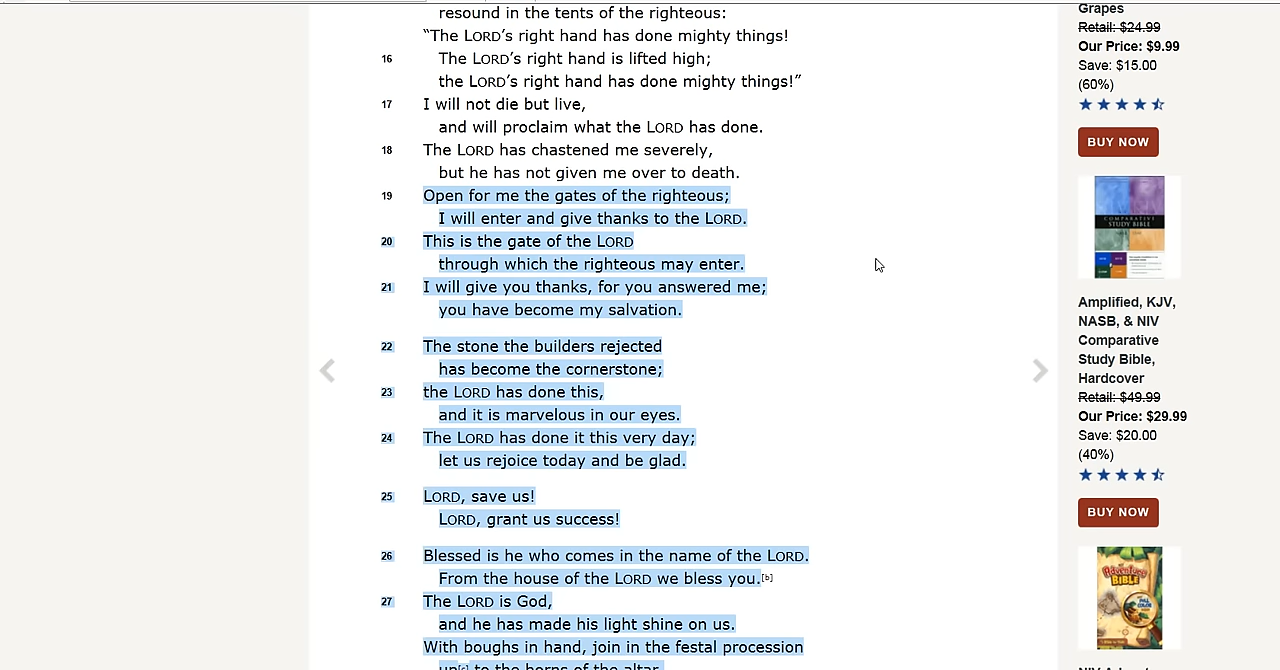 resound in the tents of the righteous:
“The LORD’s right hand has done mighty things!
16 The LORD’s right hand is lifted high;
the LORD’s right hand has done mighty things!”
17 I will not die but live,
and will proclaim what the LORD has done.
18 The LORD has chastened me severely,
but he has not given me over to death.
19 Open for me the gates of the righteous;
I will enter and give thanks to the LORD.
20 This is the gate of the LORD
through which the righteous may enter.
21 I will give you thanks, for you answered me;
you have become my salvation.
22 The stone the builders rejected
has become the cornerstone;
23 the LORD has done this,
and it is marvelous in our eyes.
24 The LORD has done it this very day;
let us rejoice today and be glad.
25 LORD, save us!
LORD, grant us success!
26 Blessed is he who comes in the name of the LORD.
From the house of the LORD we bless you.[b]
27 The LORD is God,
and he has made his light shine on us.
With boughs in hand, join in the festal procession
up[c] to the horns of the altar.
Grapes
Retail: $24.99
Our Price: $9.99
Save: $15.00
(60%)
BUY NOW
COMPARATIVE
STUDY BIBLE
Amplified, KJV,
NASB, & NIV
Comparative
Study Bible,
Hardcover
Retail: $49.99
Our Price: $29.99
Save: $20.00
(40%)
BUY NOW
Adventure
BIBLE